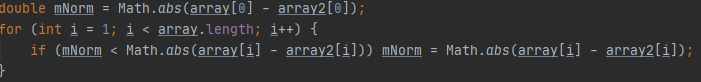 double mNorm = Math.abs(array[0] - array2[0]);
for (int i = 1; i < array.length; i++) {
    if (mNorm < Math.abs(array[i] - array2[i])) mNorm = Math.abs(array[i] - array2[i]);
}